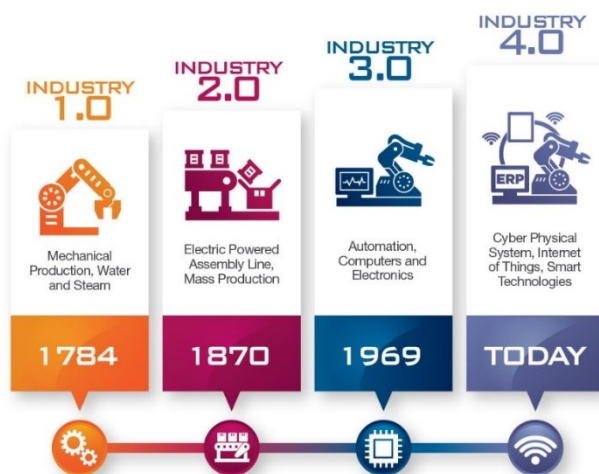 INDUSTRY
1.0
Mechanical
Production, Water
and Steam
1784
INDUSTRY
2.0
Electric Powered
Assembly Line,
Mass Production
1870
INDUSTRY
3.0
Automation,
Computers and
Electronics
1969
INDUSTRY
4.0
ERP
Cyber Physical
System, Internet
of Things, Smart
Technologies
TODAY